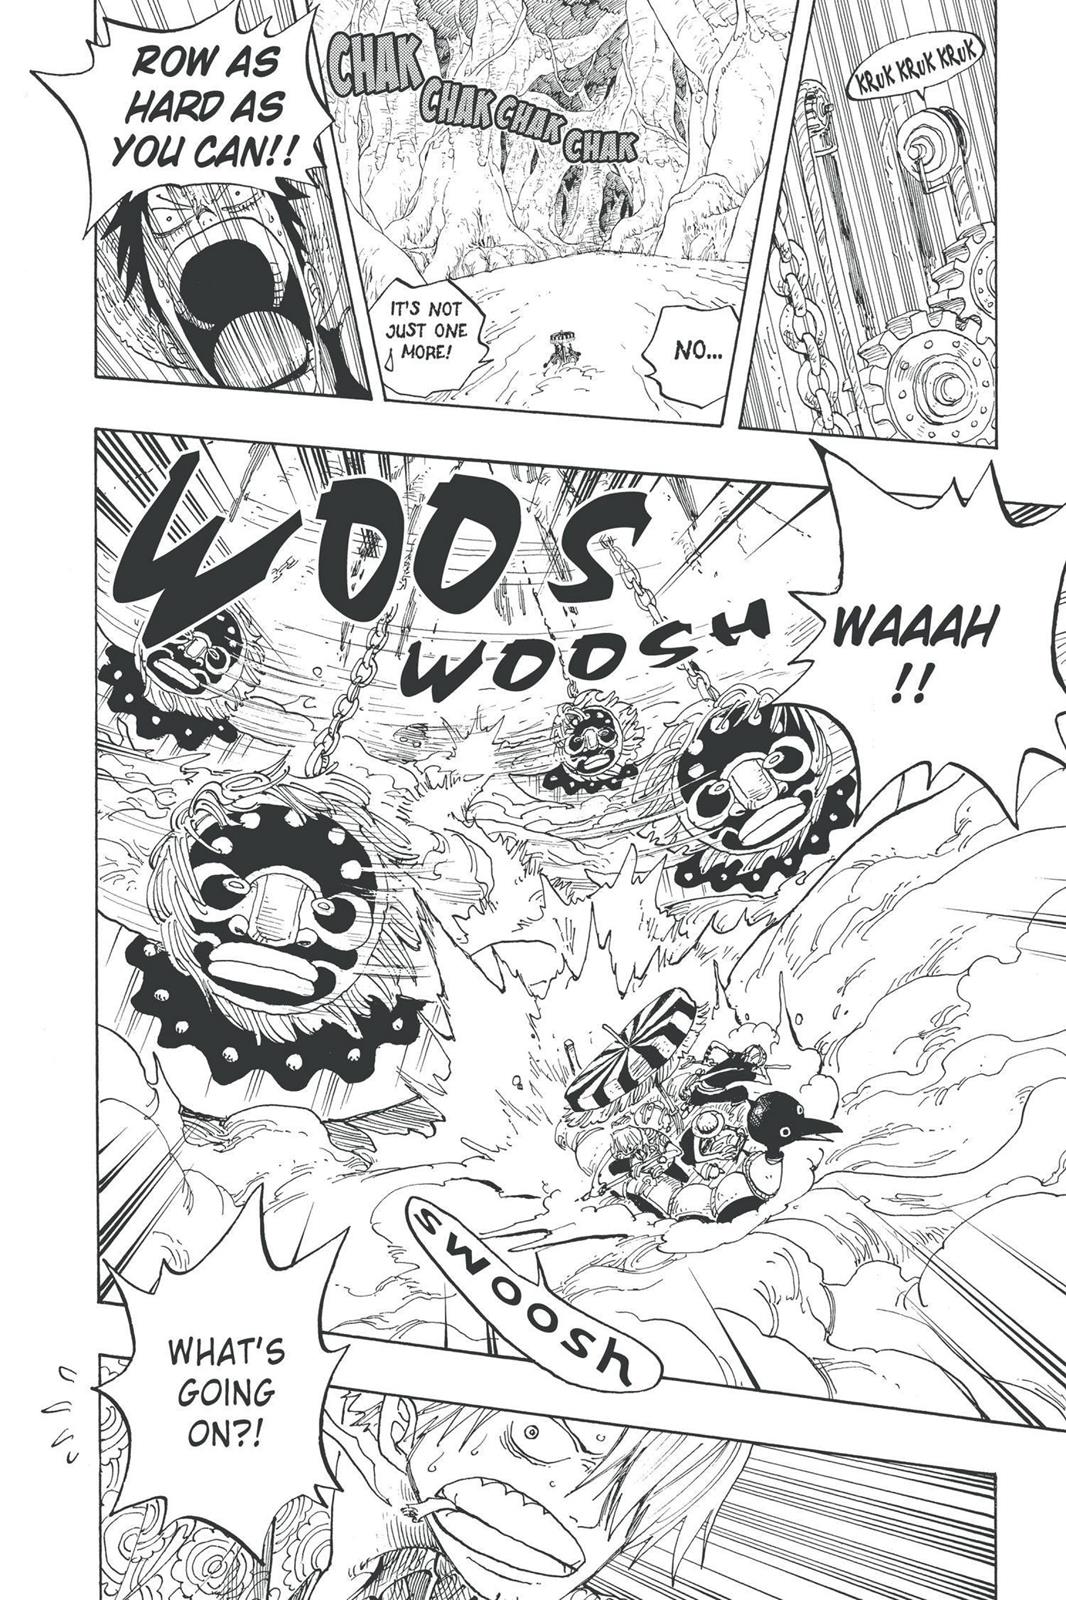 KRUK KRUK KRUK
CHAK
CHAK CHAK
CHAK
NO...
IT'S NOT
JUST ONE
MORE!
ROW AS
HARD AS
YOU CAN!!
WAAAH
!!
WOOS
WOOSH
SWOOSH
WHAT'S
GOING
ON?!